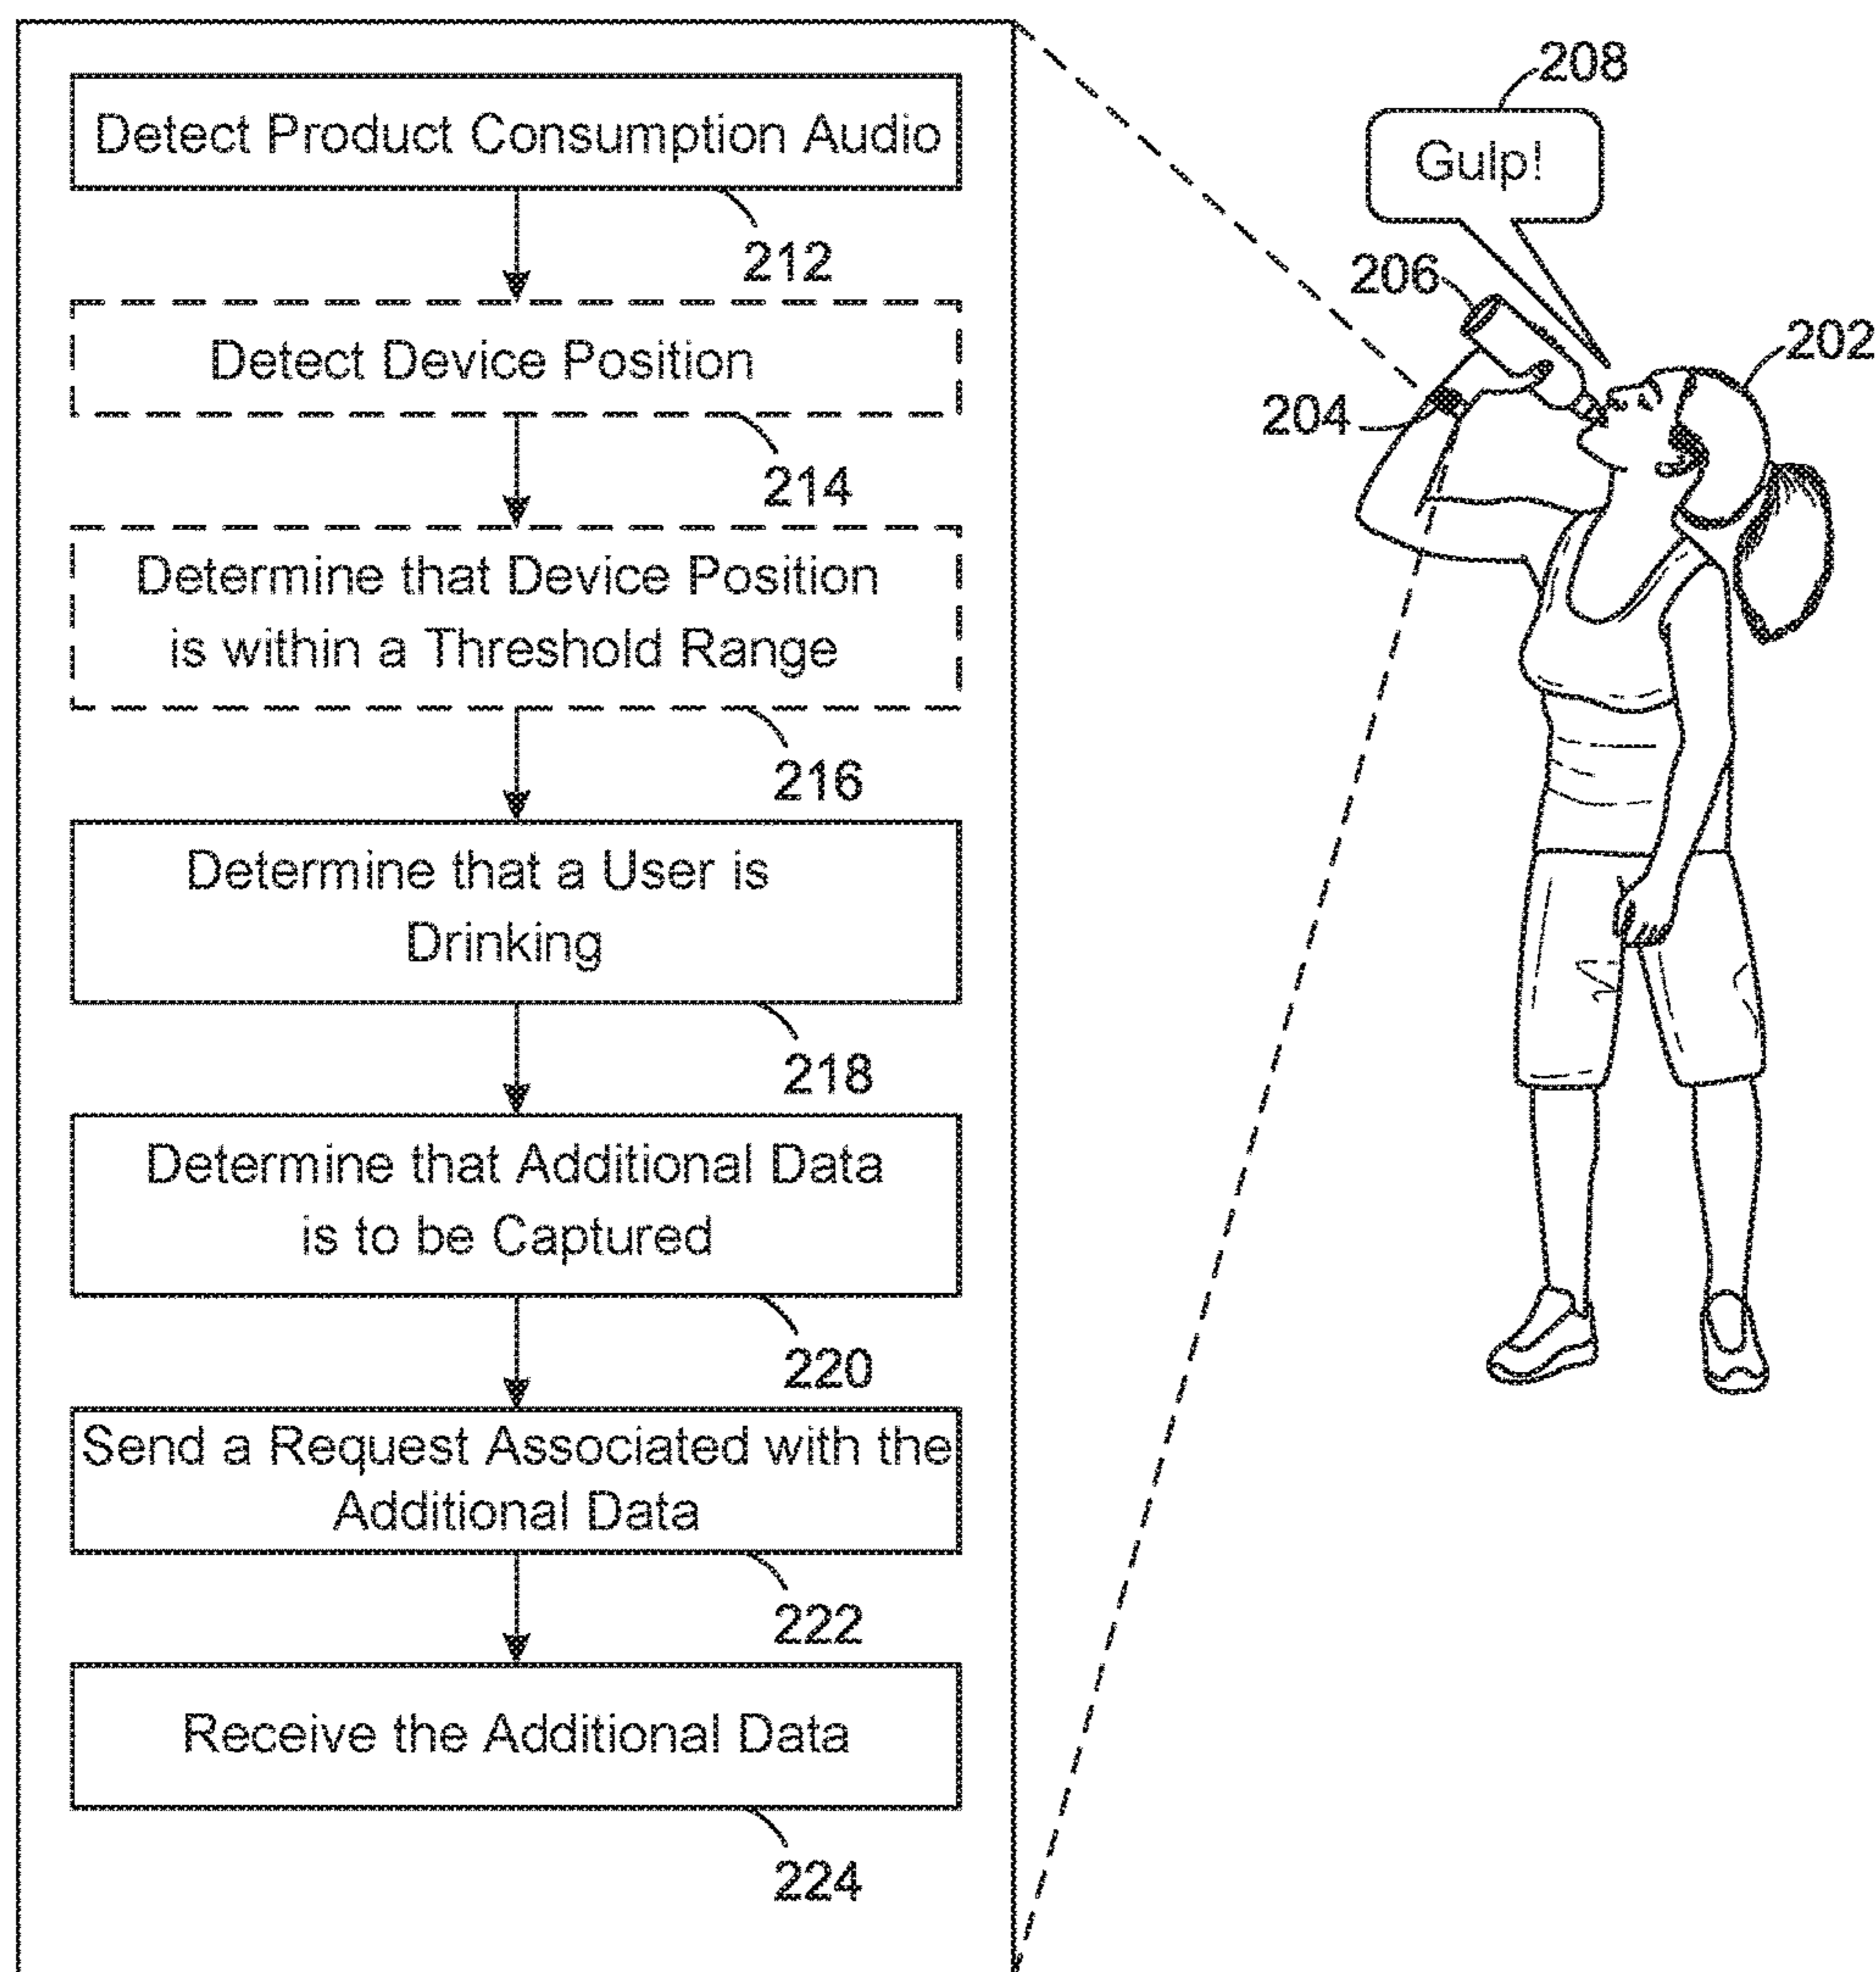 Detect Product Consumption Audio
212
Detect Device Position
214
Determine that Device Position
is within a Threshold Range
216
Determine that a User is
Drinking
218
Determine that Additional Data
is to be Captured
220
Send a Request Associated with the
Additional Data
222
Receive the Additional Data
224
208
Gulp!
206
202
204